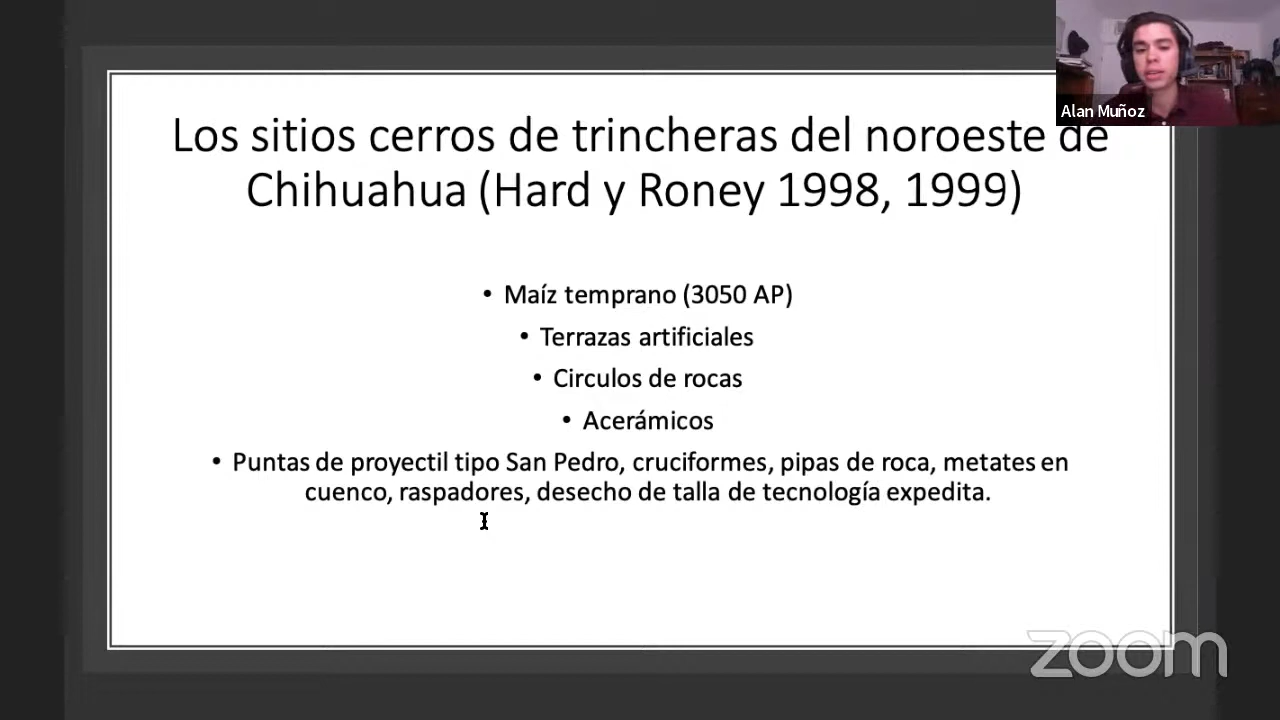 Alan Muñoz
Los sitios cerros de trincheras del noroeste de
Chihuahua (Hard y Roney 1998, 1999)
• Maíz temprano (3050 AP)
• Terrazas artificiales
• Circulos de rocas
• Acerámicos
• Puntas de proyectil tipo San Pedro, cruciformes, pipas de roca, metates en
cuenco, raspadores, desecho de talla de tecnología expedita.
zoom